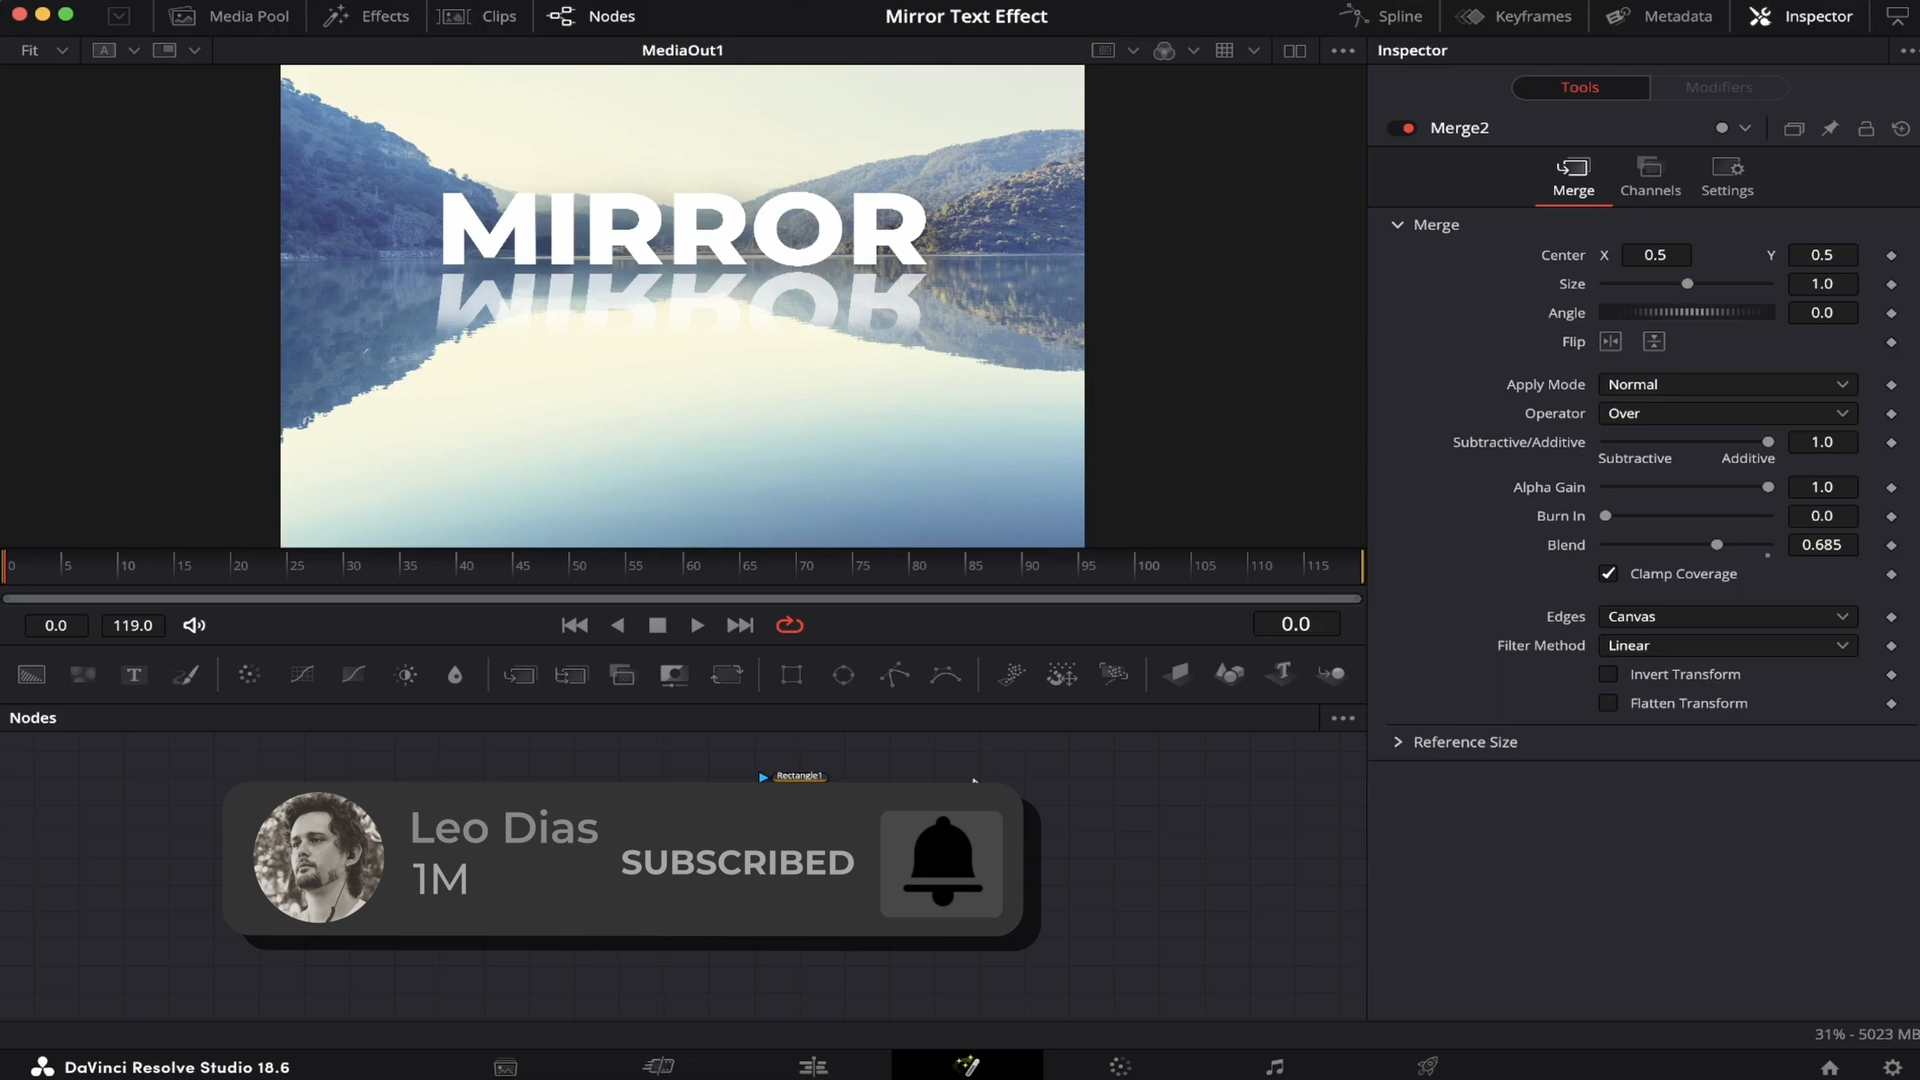 Media Pool
Effects
Clips
Nodes
Mirror Text Effect
Spline
Keyframes
Metadata
Inspector
Fit
A
MediaOut1
Inspector
Tools
Modifiers
Merge2
Merge
Channels
Settings
Merge
Center X 0.5 Y 0.5
Size 1.0
Angle 0.0
Flip
Apply Mode Normal
Operator Over
Subtractive/Additive 1.0
Subtractive Additive
Alpha Gain 1.0
Burn In 0.0
Blend 0.685
Clamp Coverage
Edges Canvas
Filter Method Linear
Invert Transform
Flatten Transform
Reference Size
MIRROR
MIRROR
0 5 10 15 20 25 30 35 40 45 50 55 60 65 70 75 80 85 90 95 100 105 110 115
0.0 119.0 0.0
T
T
Nodes
Rectangle1
Leo Dias
1M
SUBSCRIBED
31% - 5023 MB
DaVinci Resolve Studio 18.6